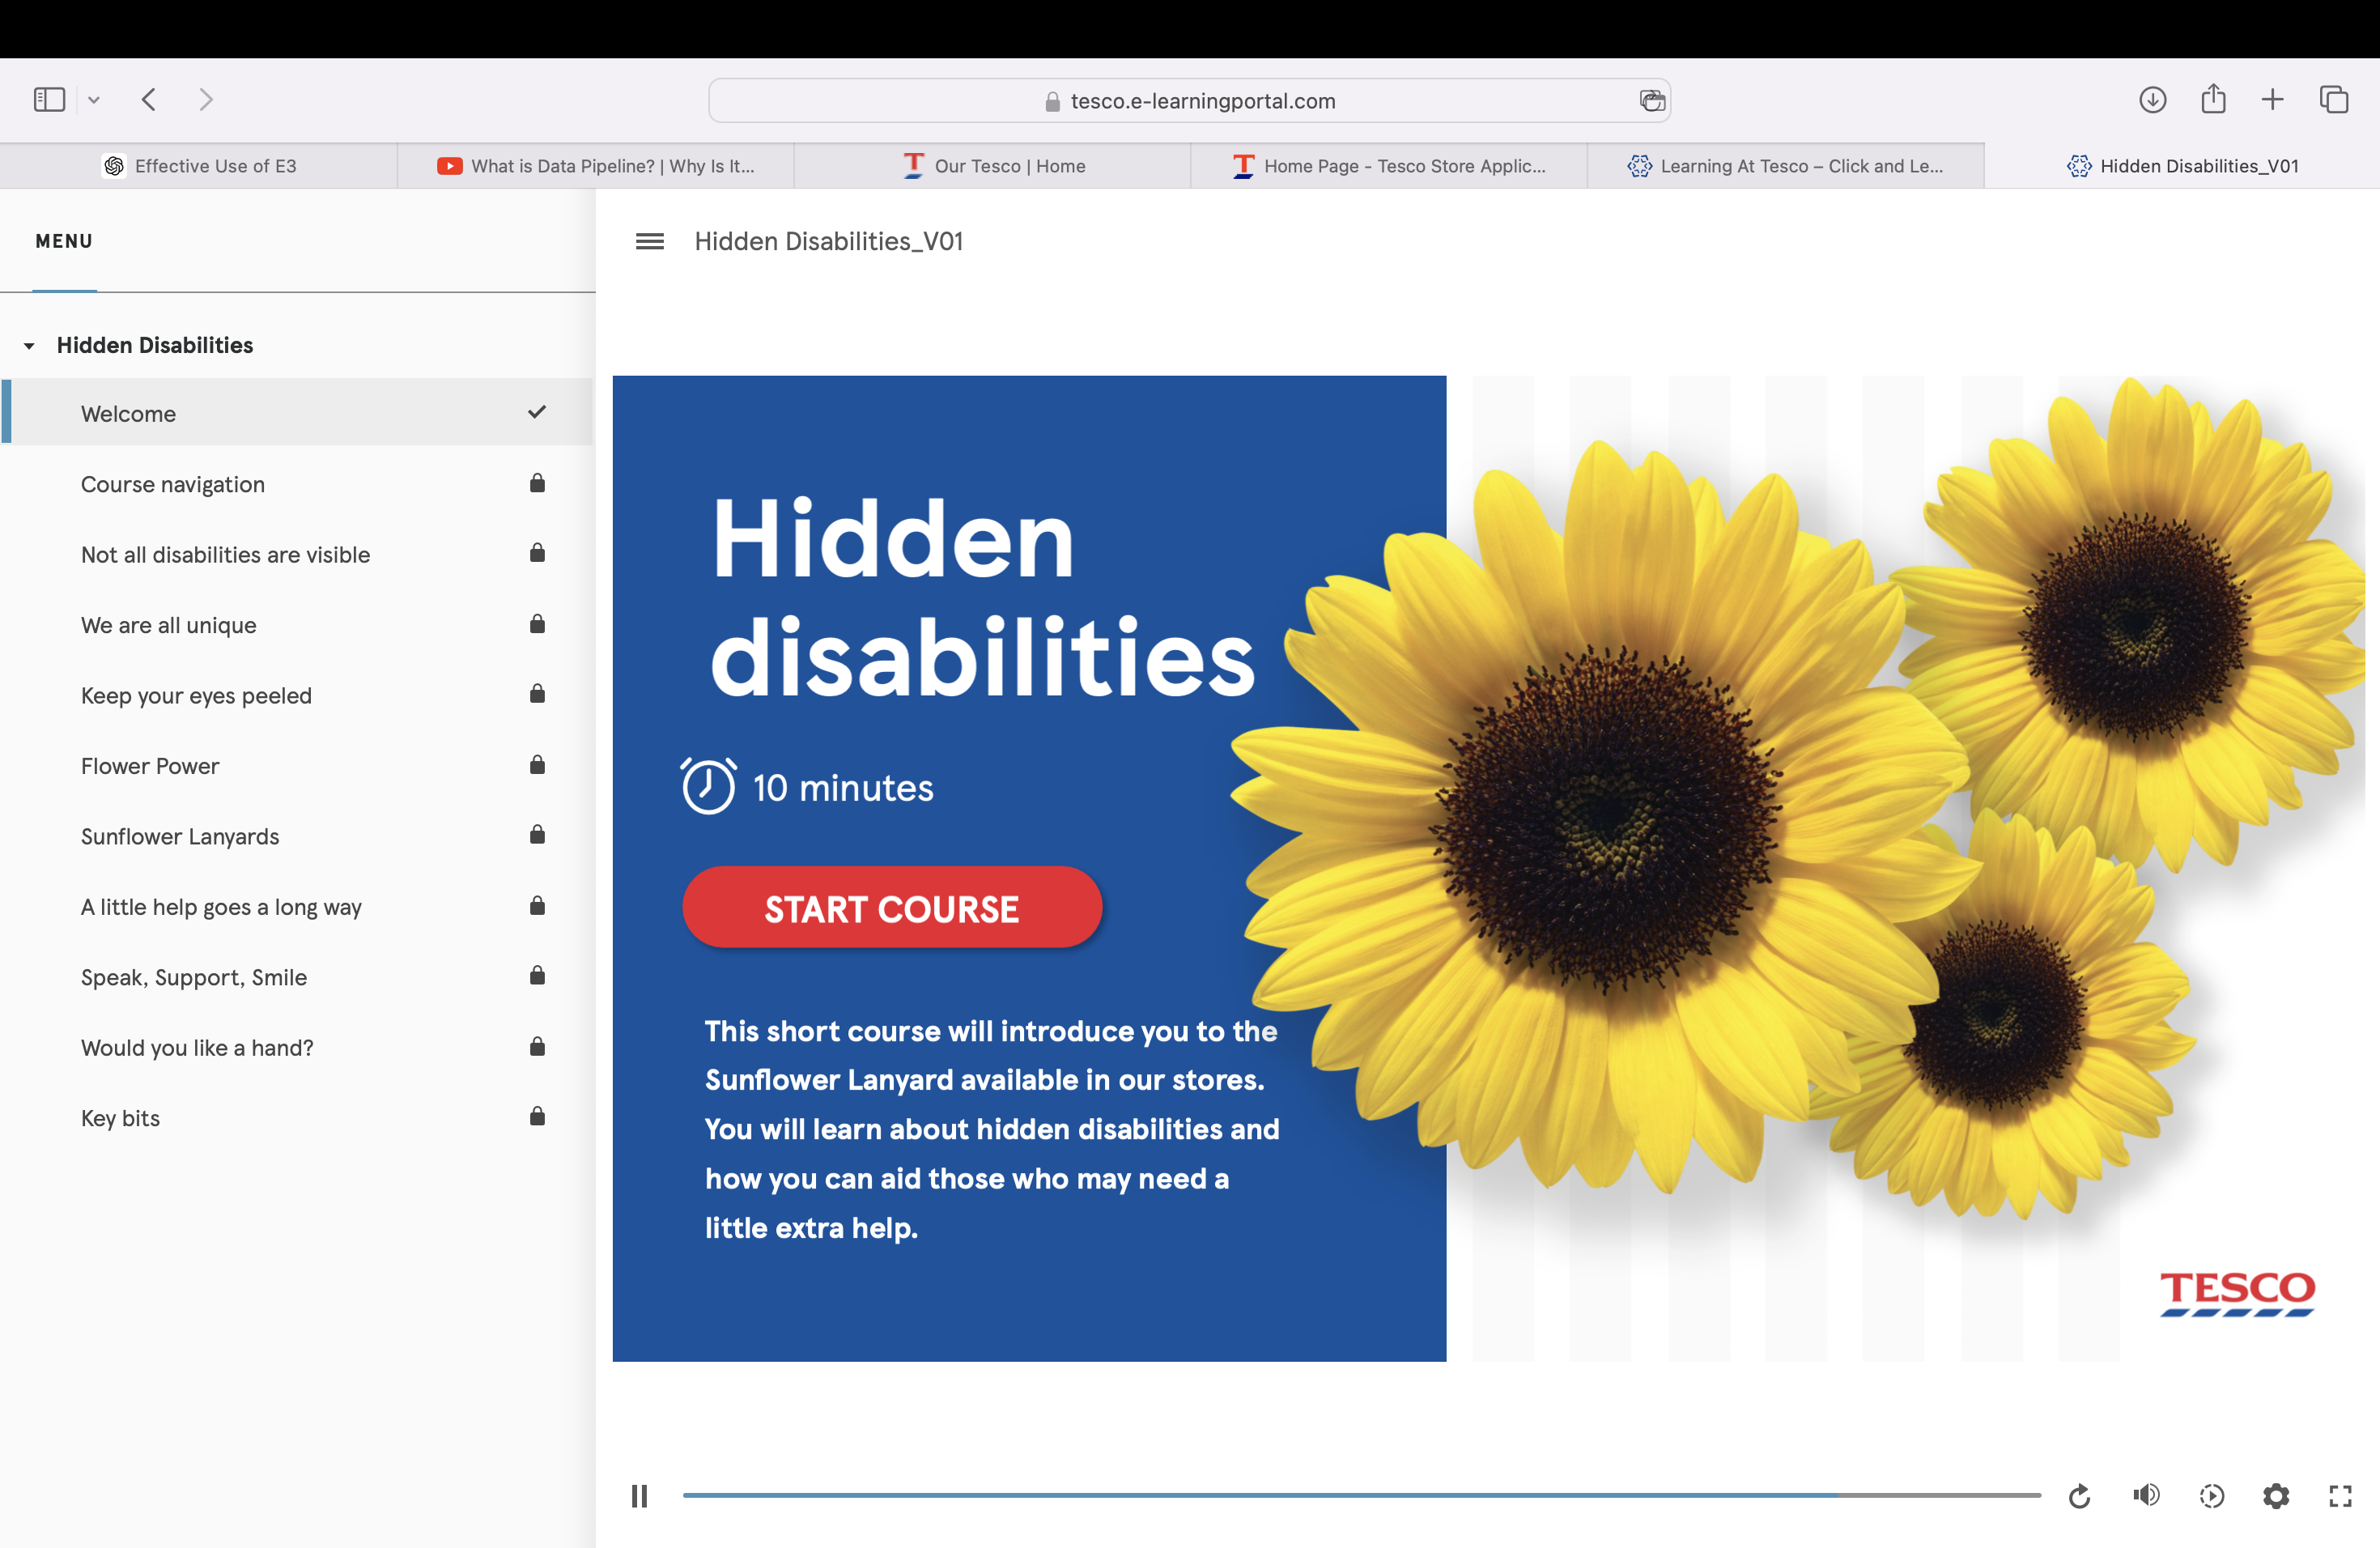 tesco.e-learningportal.com
Effective Use of E3
What is Data Pipeline? | Why Is It...
Our Tesco | Home
Home Page - Tesco Store Applic...
Learning At Tesco – Click and Le...
Hidden Disabilities_V01
MENU
Hidden Disabilities_V01
Hidden Disabilities
Welcome
Course navigation
Not all disabilities are visible
We are all unique
Keep your eyes peeled
Flower Power
Sunflower Lanyards
A little help goes a long way
Speak, Support, Smile
Would you like a hand?
Key bits
Hidden
disabilities
10 minutes
START COURSE
This short course will introduce you to the
Sunflower Lanyard available in our stores.
You will learn about hidden disabilities and
how you can aid those who may need a
little extra help.
TESCO